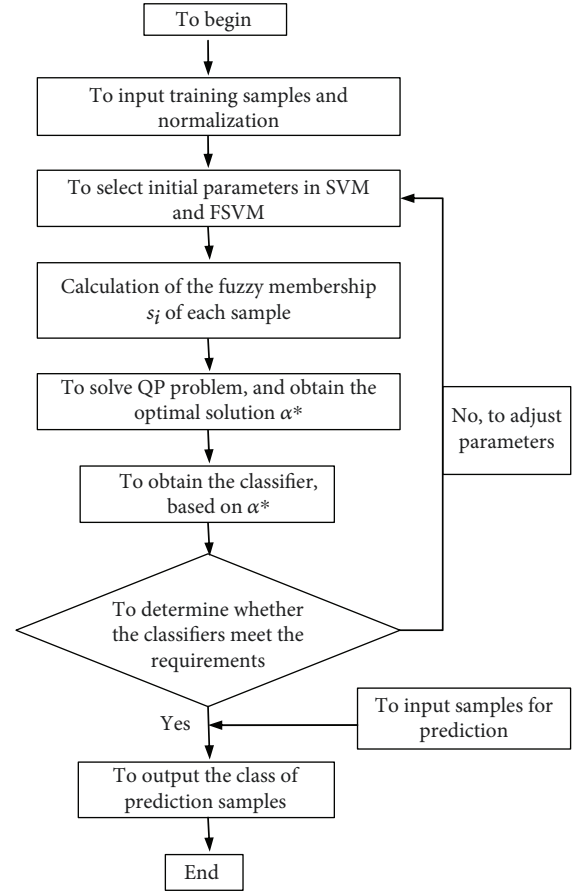 To begin
To input training samples and
normalization
To select initial parameters in SVM
and FSVM
Calculation of the fuzzy membership
si of each sample
To solve QP problem, and obtain the
optimal solution α*
No, to adjust
parameters
To obtain the classifier,
based on α*
To determine whether
the classifiers meet the
requirements
Yes
To input samples for
prediction
To output the class of
prediction samples
End